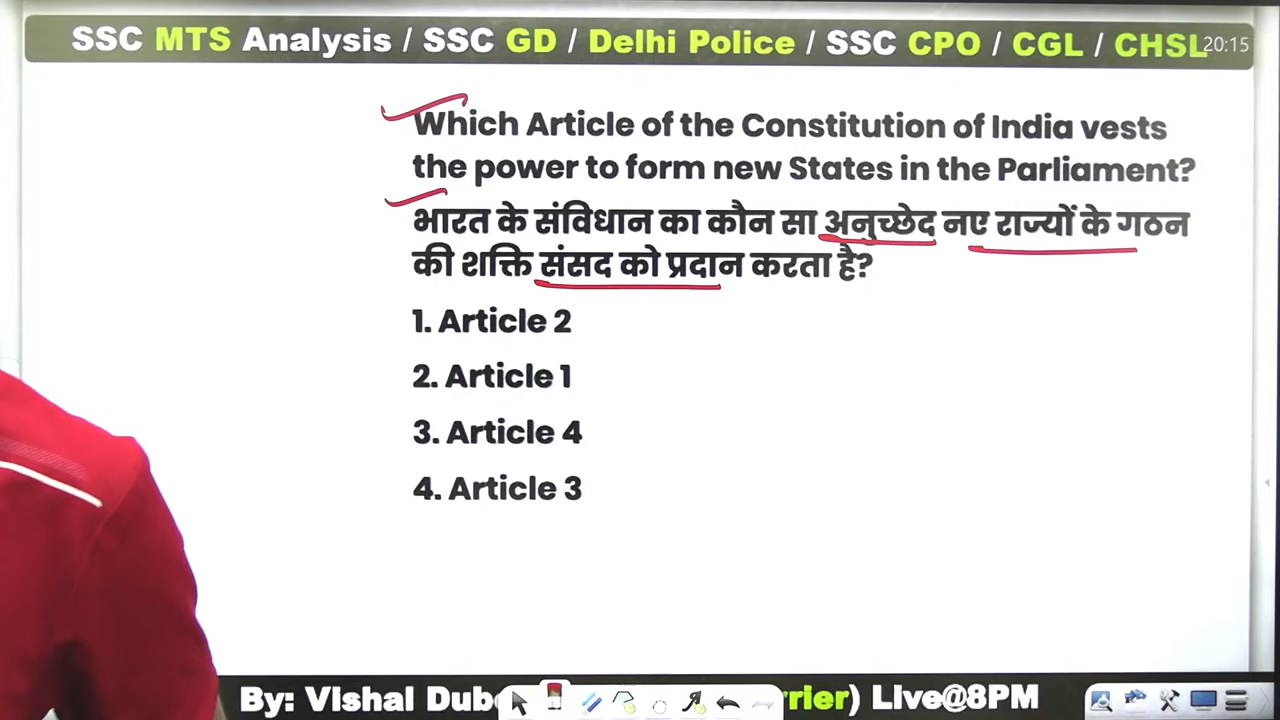 SSC MTS Analysis / SSC GD / Delhi Police / SSC CPO / CGL / CHSL 20:15
Which Article of the Constitution of India vests
the power to form new States in the Parliament?
भारत के संविधान का कौन सा अनुच्छेद नए राज्यों के गठन
की शक्ति संसद को प्रदान करता है?
1. Article 2
2. Article 1
3. Article 4
4. Article 3
By: VIshal Dub rrier) Live@8PM